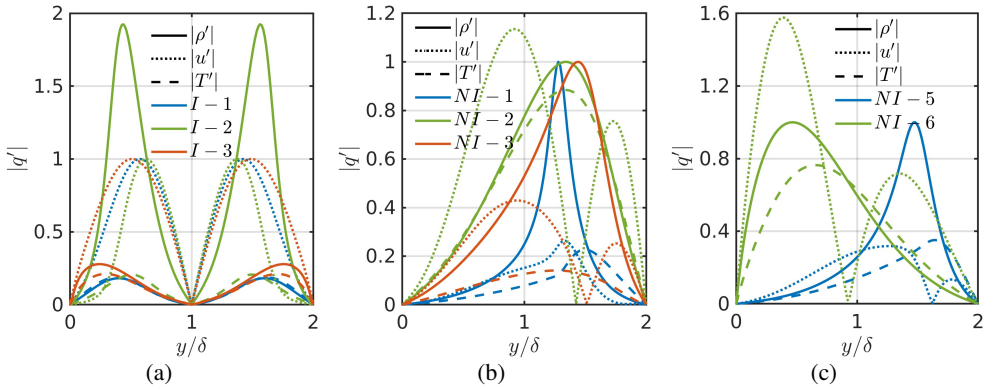 2
1.5
1
0.5
0
|q′|
|ρ′|
|u′|
|T′|
I − 1
I − 2
I − 3
0
1
2
y/δ
(a)
1.2
1
0.8
0.6
0.4
0.2
0
|q′|
|ρ′|
|u′|
|T′|
NI − 1
NI − 2
NI − 3
0
1
2
y/δ
(b)
1.6
1.2
0.8
0.4
0
|q′|
|ρ′|
|u′|
|T′|
NI − 5
NI − 6
0
1
2
y/δ
(c)